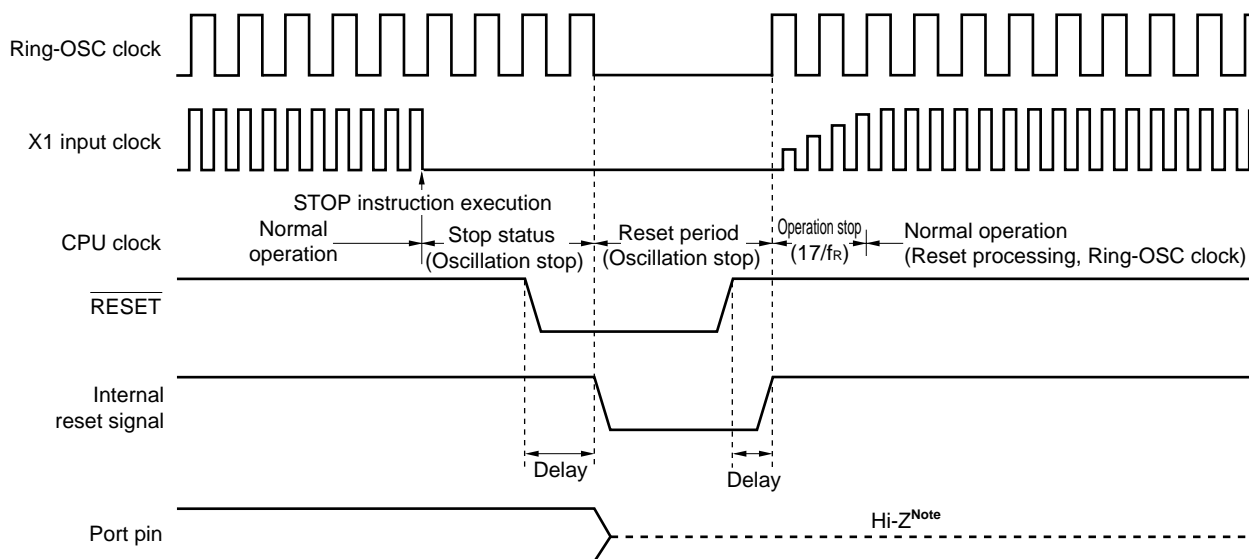 Ring-OSC clock
X1 input clock
STOP instruction execution
CPU clock
Normal
operation
Stop status
(Oscillation stop)
Reset period
(Oscillation stop)
Operation stop
(17/fR)
Normal operation
(Reset processing, Ring-OSC clock)
RESET
Internal
reset signal
Delay
Delay
Port pin
Hi-ZNote